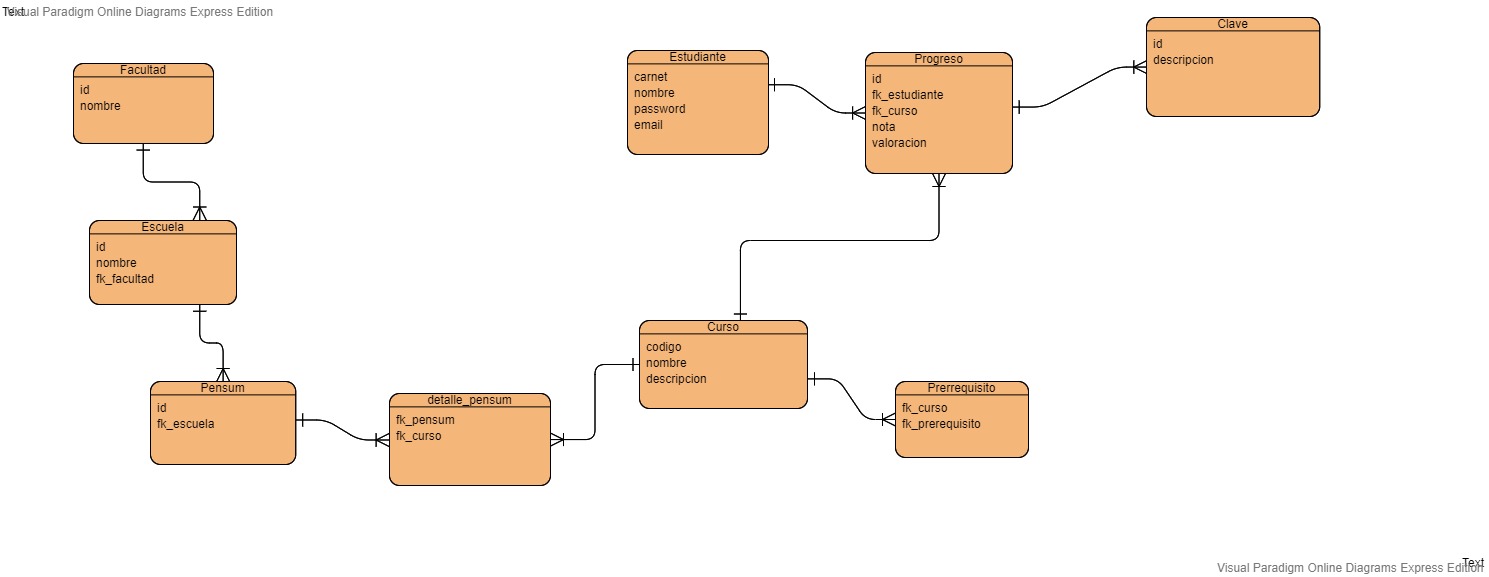 Text
Visual Paradigm Online Diagrams Express Edition
Facultad
id
nombre
Escuela
id
nombre
fk_facultad
Pensum
id
fk_escuela
detalle_pensum
fk_pensum
fk_curso
Estudiante
carnet
nombre
password
email
Progreso
id
fk_estudiante
fk_curso
nota
valoracion
Clave
id
descripcion
Curso
codigo
nombre
descripcion
Prerrequisito
fk_curso
fk_prerequisito
Text
Visual Paradigm Online Diagrams Express Edition